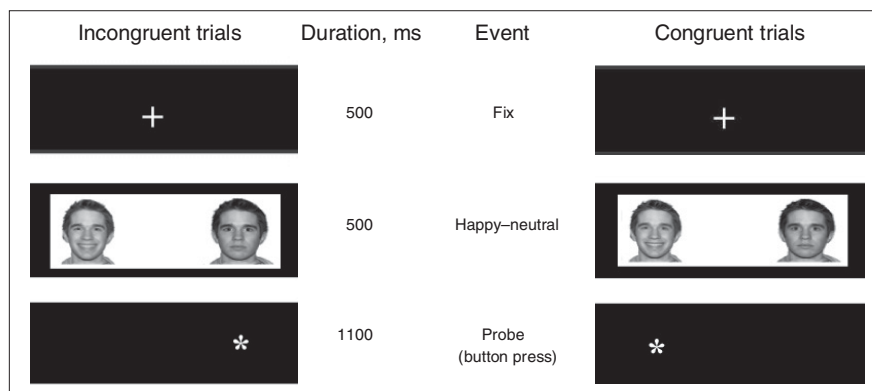 Incongruent trials Duration, ms Event Congruent trials
+ 500 Fix +
500 Happy–neutral
* 1100 Probe *
(button press)